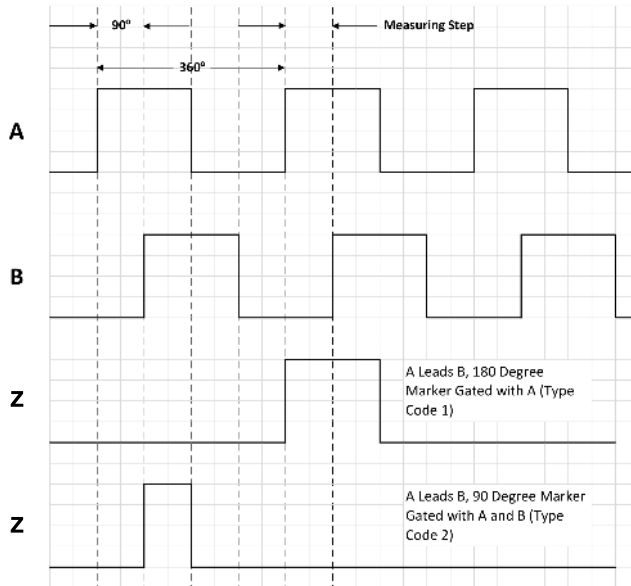 90°
Measuring Step
360°
A
B
Z
A Leads B, 180 Degree
Marker Gated with A (Type
Code 1)
Z
A Leads B, 90 Degree Marker
Gated with A and B (Type
Code 2)